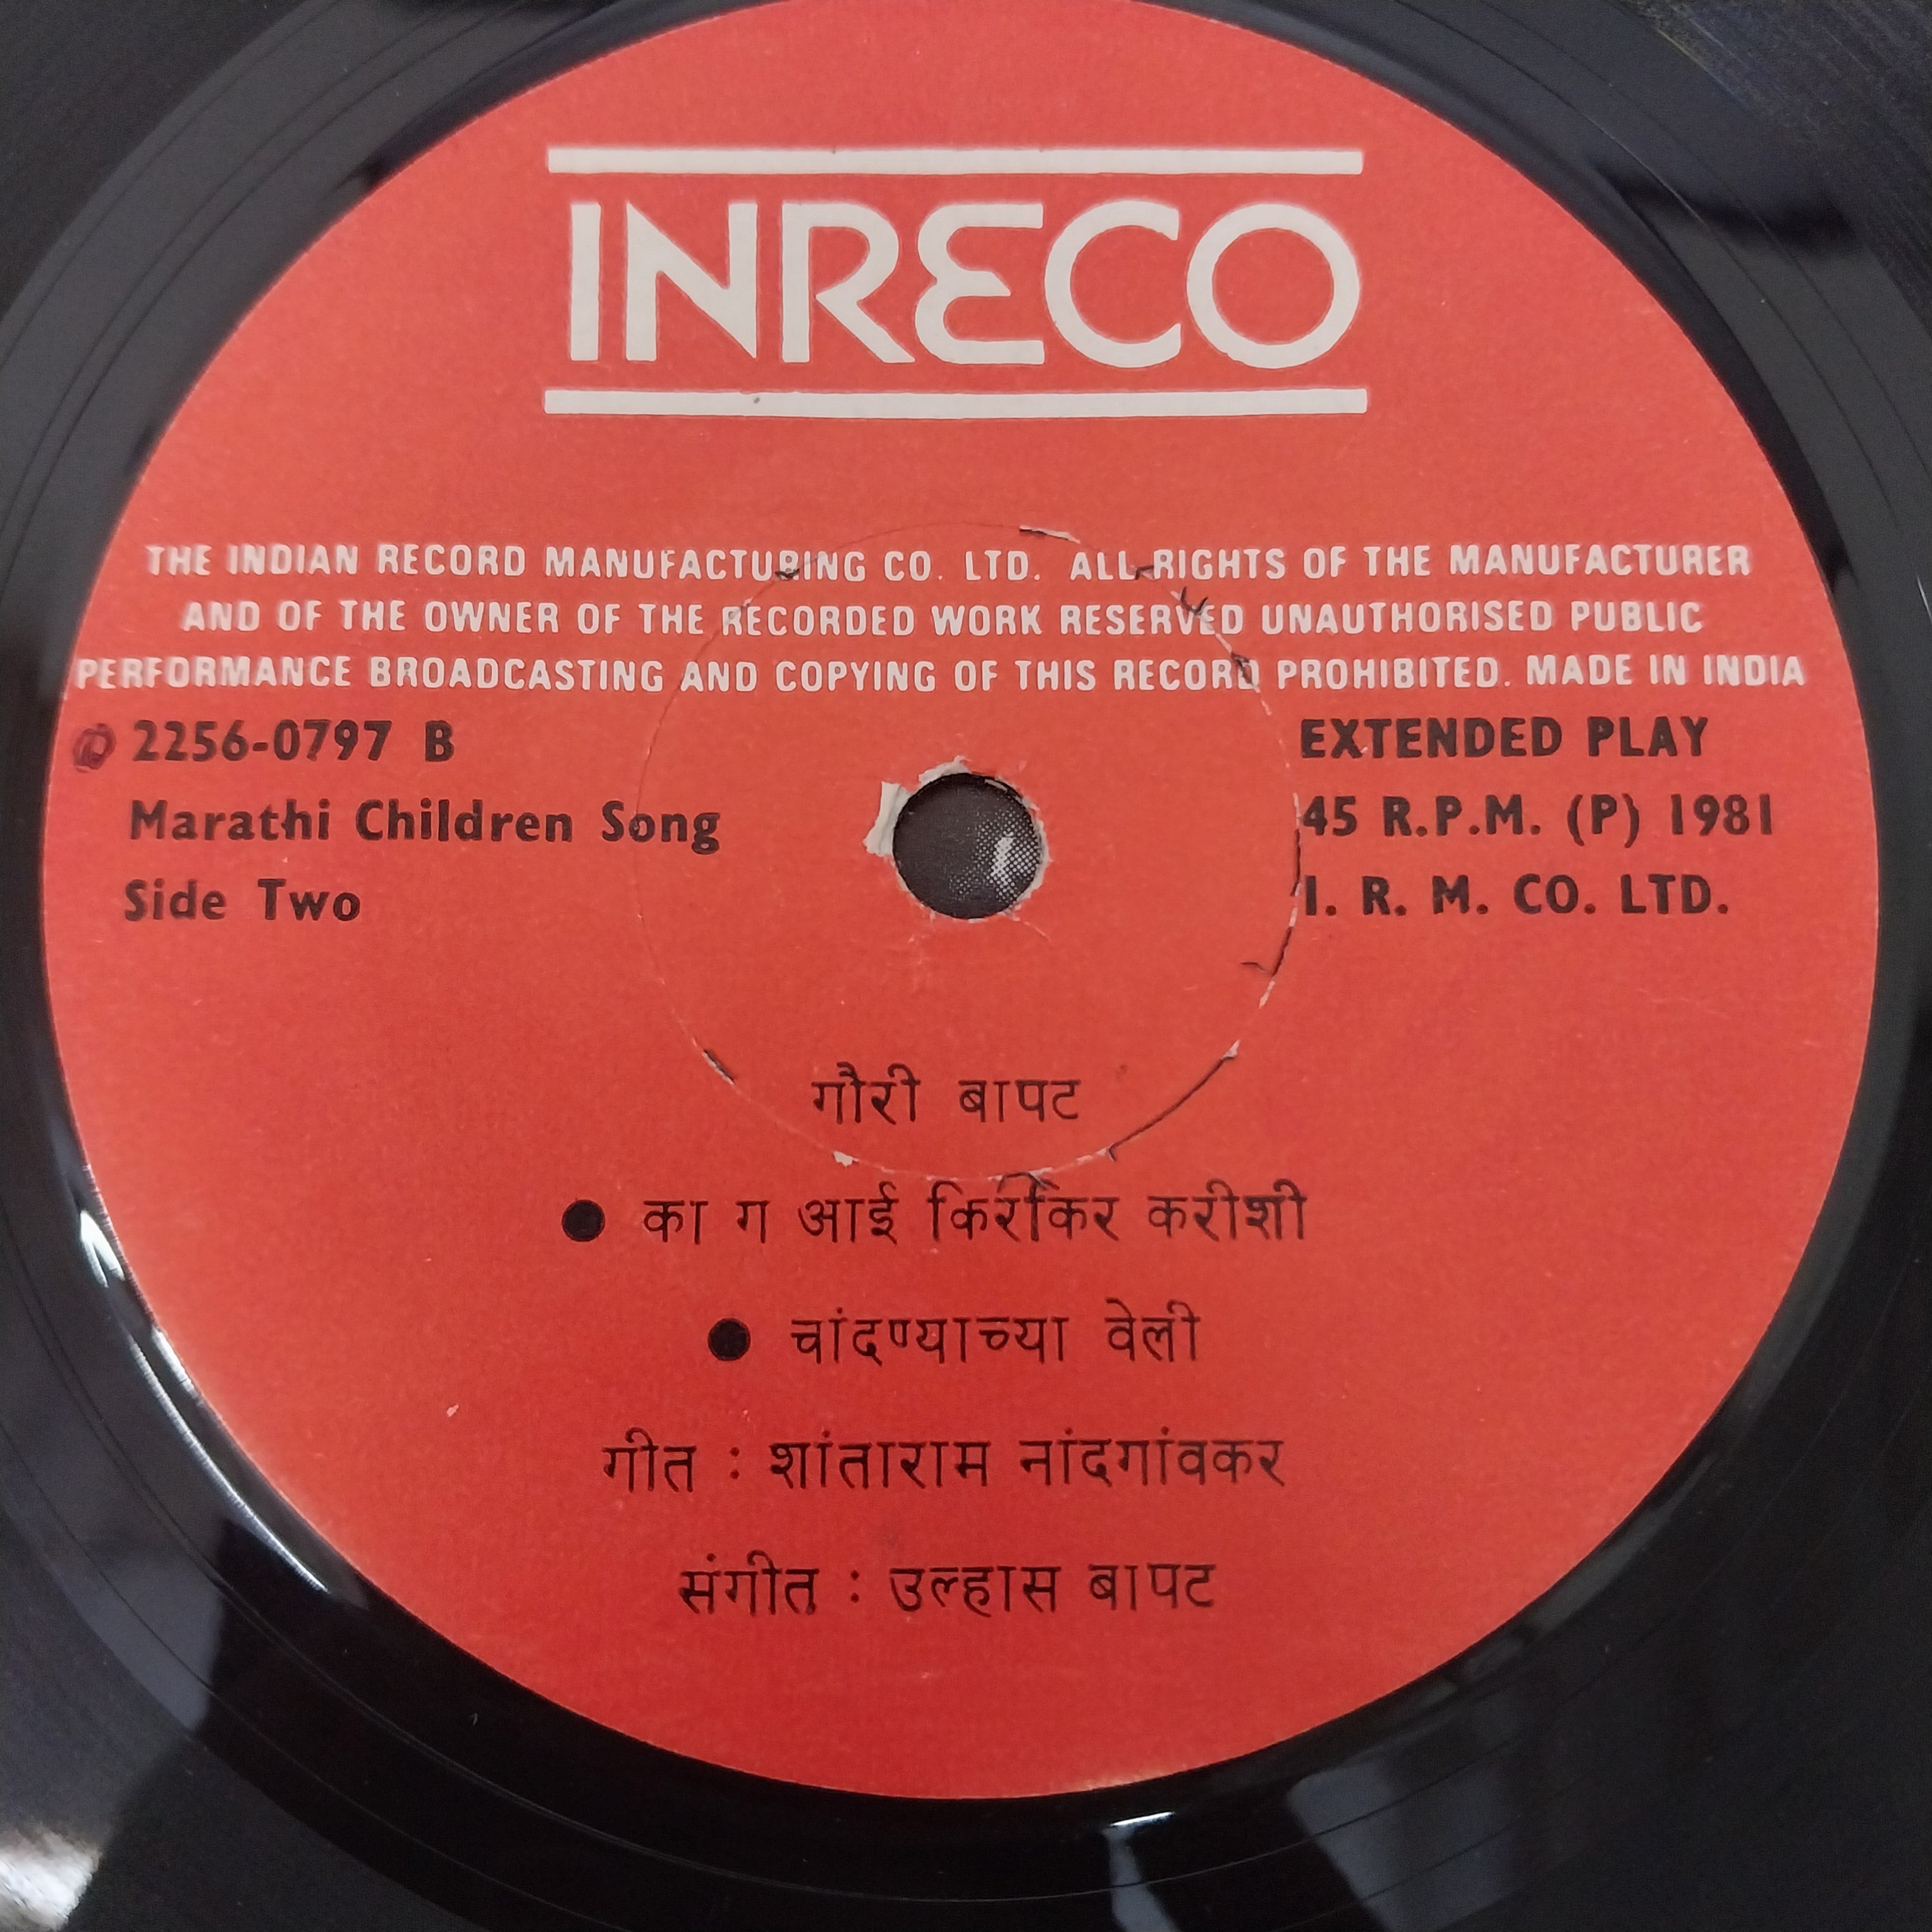 INRECO
THE INDIAN RECORD MANUFACTURING CO. LTD. ALL RIGHTS OF THE MANUFACTURER
AND OF THE OWNER OF THE RECORDED WORK RESERVED UNAUTHORISED PUBLIC
PERFORMANCE BROADCASTING AND COPYING OF THIS RECORD PROHIBITED. MADE IN INDIA
2256-0797 B
Marathi Children Song
Side Two
EXTENDED PLAY
45 R.P.M. (P) 1981
I. R. M. CO. LTD.
गौरी बापट
● का ग आई किरकिर करीशी
● चांदण्याच्या वेली
गीत : शांताराम नांदगांवकर
संगीत : उल्हास बापट